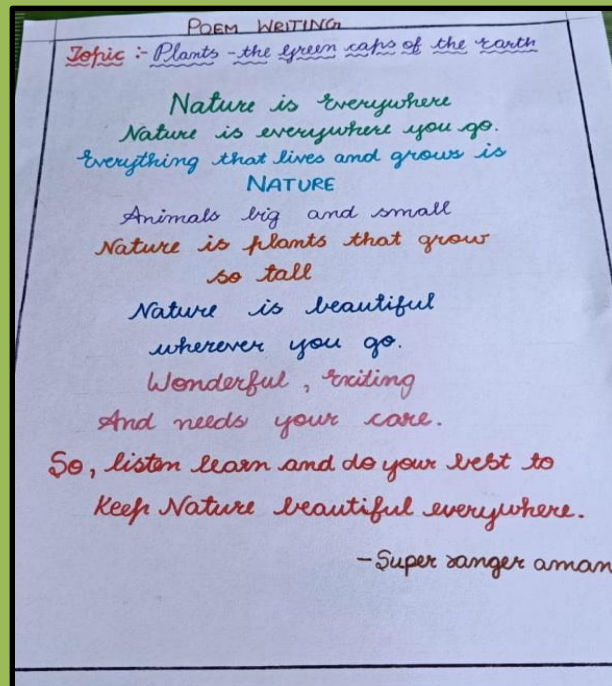 POEM WRITING
Topic :- Plants - the green caps of the earth
Nature is Everywhere
Nature is everywhere you go.
Everything that lives and grows is
NATURE
Animals big and small
Nature is plants that grow
so tall
Nature is beautiful
wherever you go.
Wonderful, Exiting
And needs your care.
So, listen learn and do your best to
Keep Nature beautiful everywhere.
- Super ranger aman